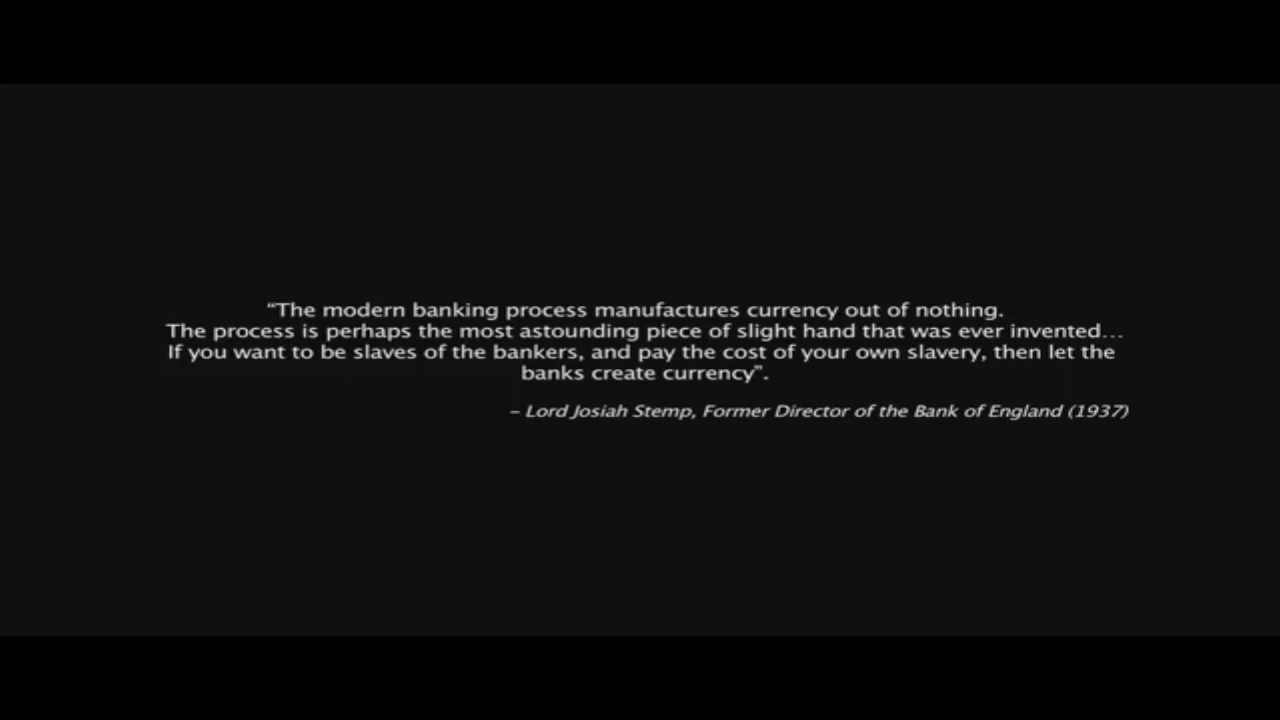 "The modern banking process manufactures currency out of nothing.
The process is perhaps the most astounding piece of slight hand that was ever invented...
If you want to be slaves of the bankers, and pay the cost of your own slavery, then let the
banks create currency".
– Lord Josiah Stemp, Former Director of the Bank of England (1937)